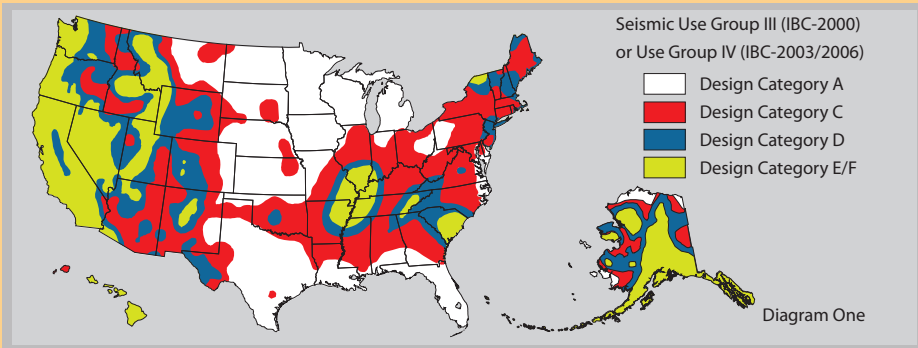 Seismic Use Group III (IBC-2000)
or Use Group IV (IBC-2003/2006)
Design Category A
Design Category C
Design Category D
Design Category E/F
Diagram One